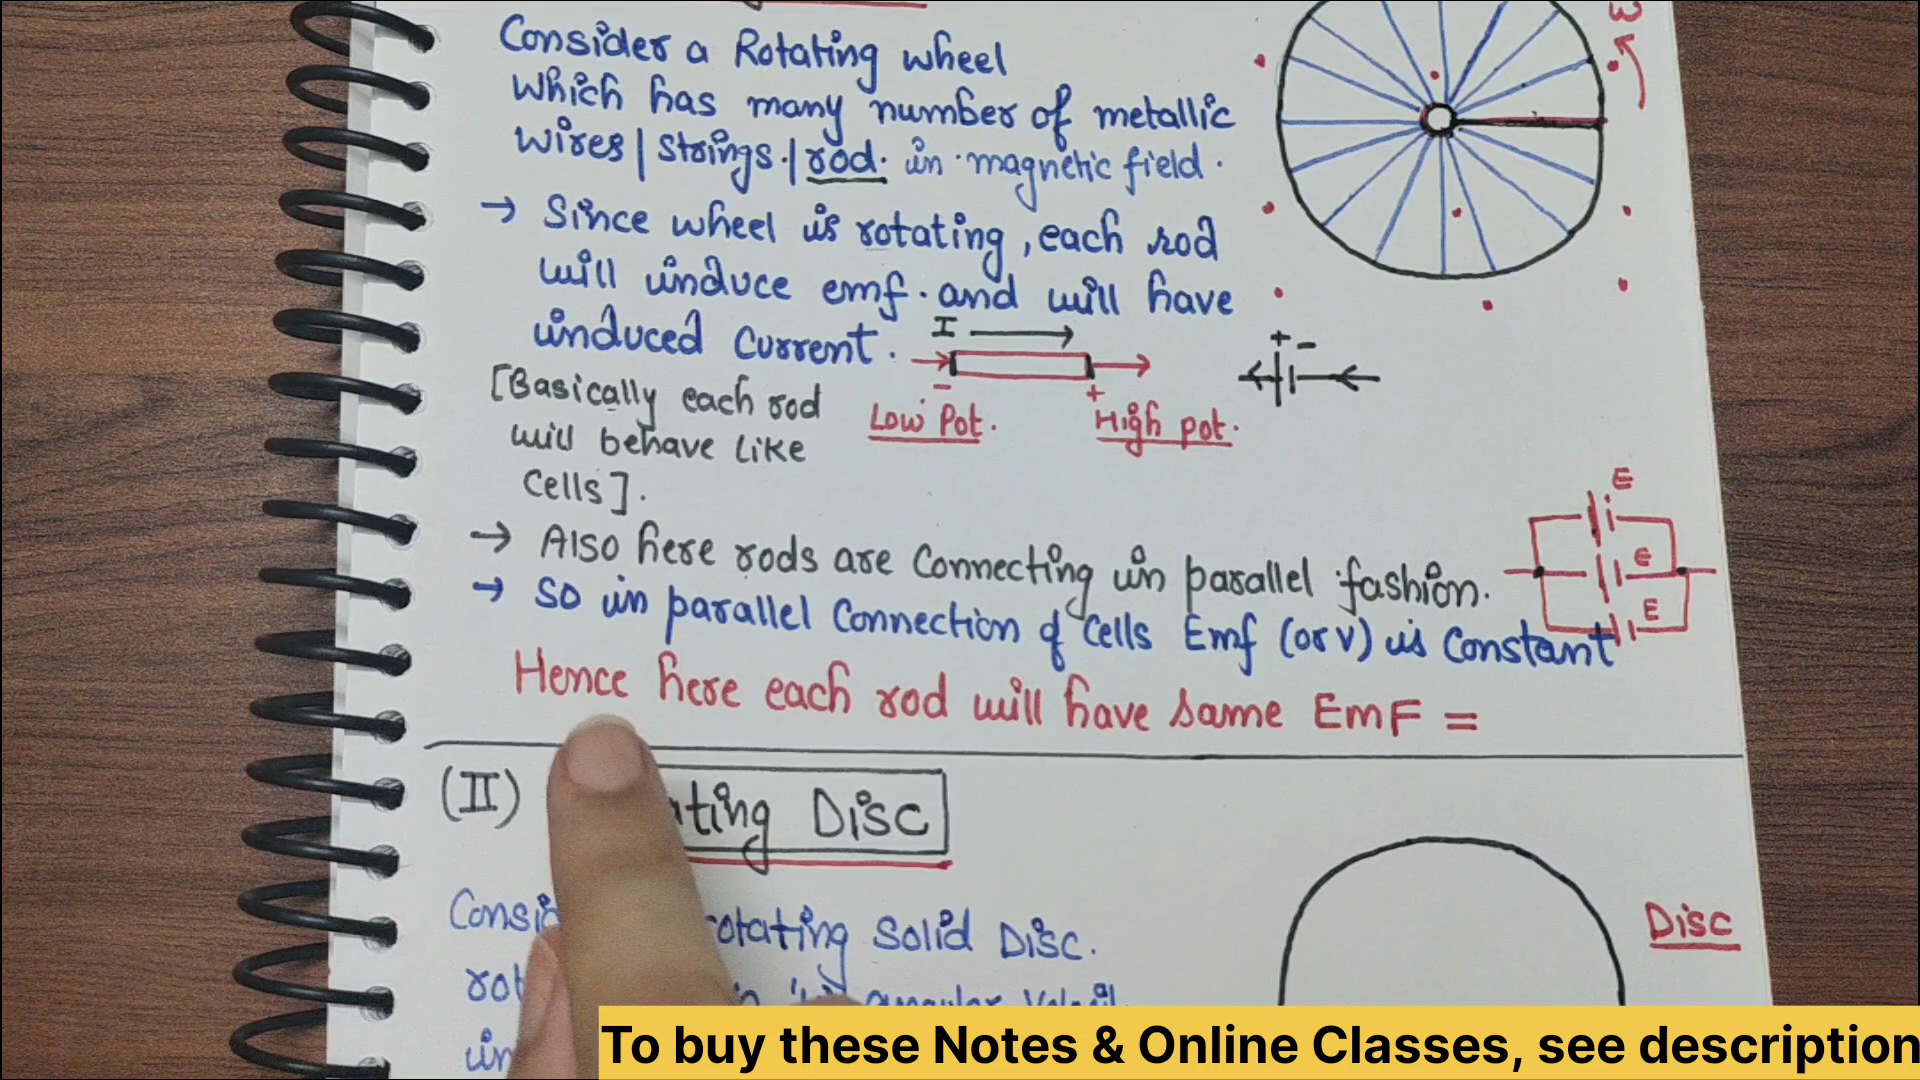 Consider a Rotating wheel
which has many number of metallic
wires | strings. | rod. in magnetic field.
→ Since wheel is rotating, each rod
will induce emf. and will have
induced current.
I
+ -
- +
Low Pot. High pot.
[Basically each rod
will behave like
cells].
E
E
E
→ Also here rods are connecting in parallel fashion.
→ so in parallel connection of cells Emf (or V) is constant
Hence here each rod will have same EMF =
(II) ting Disc
Disc
rotating solid Disc.
To buy these Notes & Online Classes, see description
ω